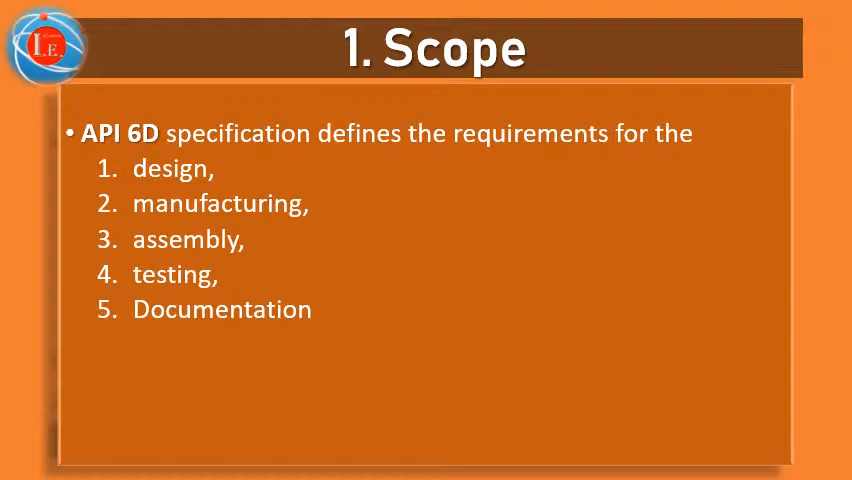 I.E.
1. Scope
• API 6D specification defines the requirements for the
1. design,
2. manufacturing,
3. assembly,
4. testing,
5. Documentation